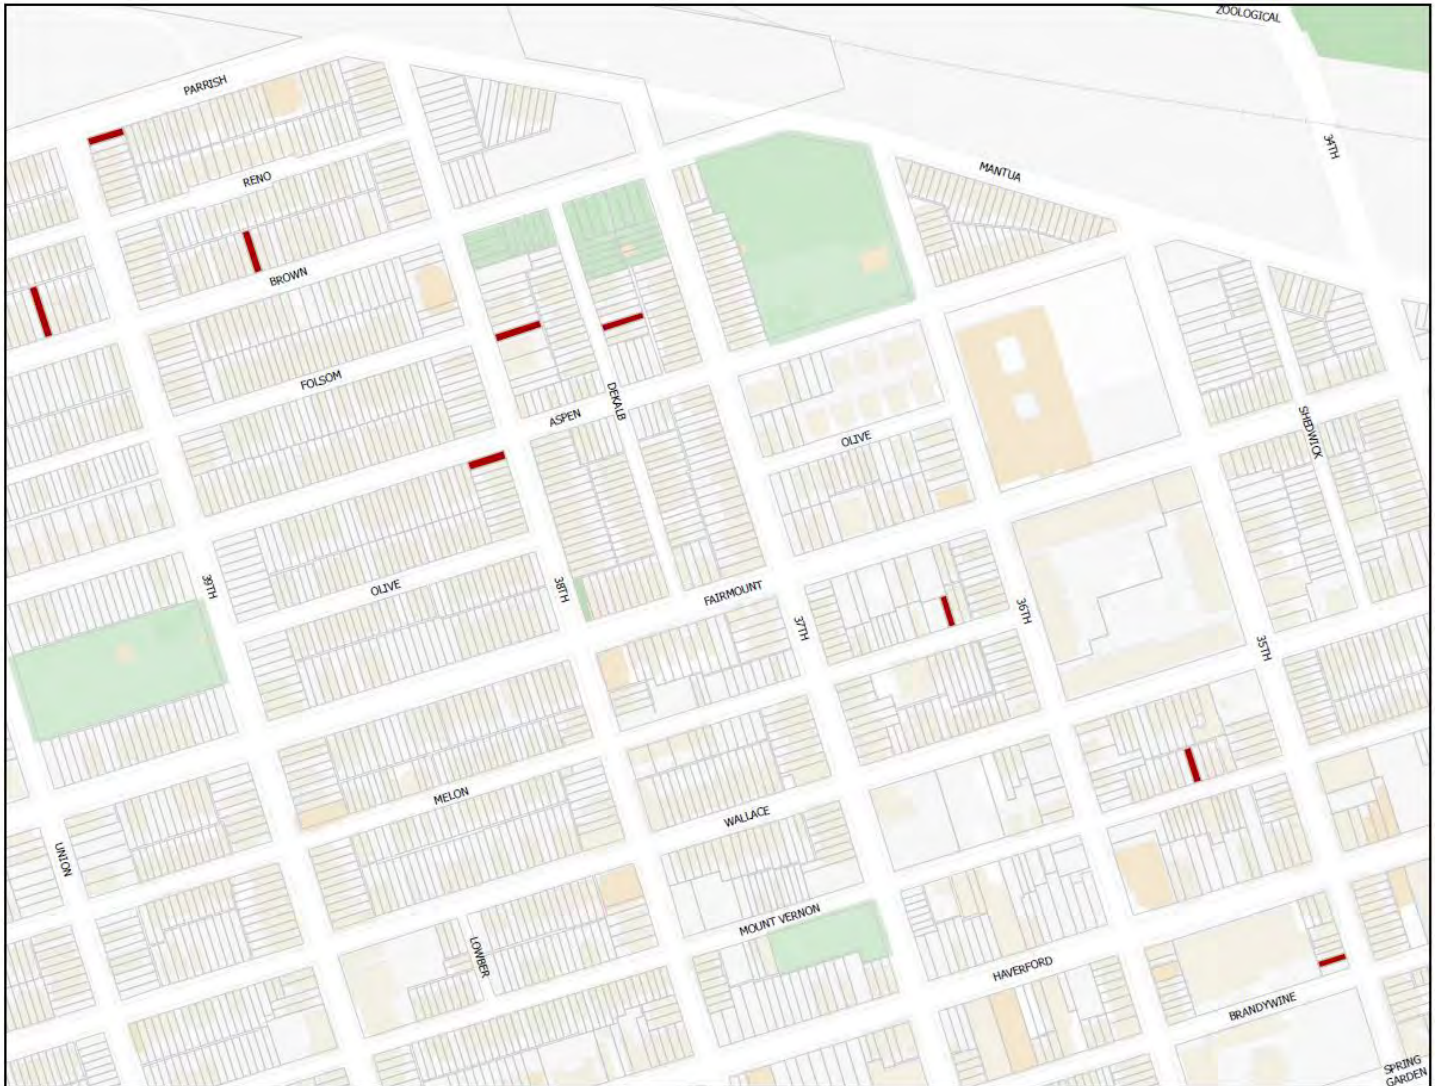 ZOOLOGICAL
PARRISH
34TH
MANTUA
RENO
BROWN
FOLSOM
DEKALB
ASPEN
SHEDWICK
OLIVE
39TH
OLIVE
38TH
FAIRMOUNT
36TH
37TH
35TH
MELON
WALLACE
UNION
MOUNT VERNON
LOWBER
HAVERFORD
BRANDYWINE
SPRING
GARDEN